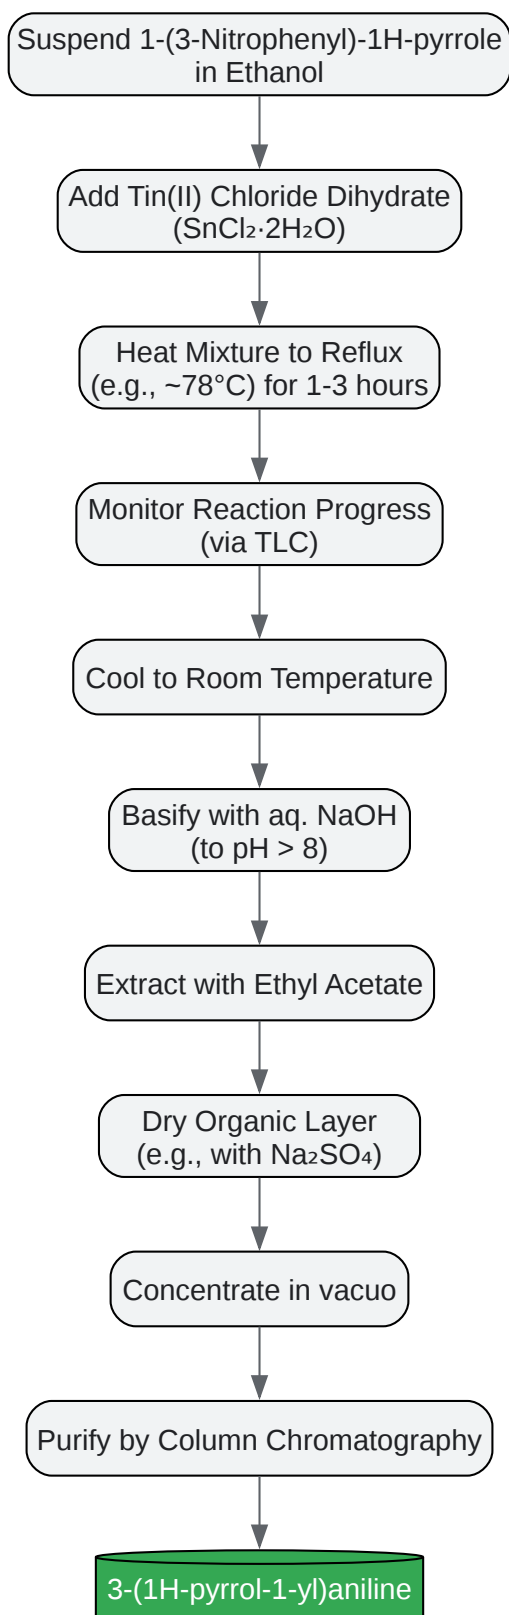 Suspend 1-(3-Nitrophenyl)-1H-pyrrole
in Ethanol
Add Tin(II) Chloride Dihydrate
(SnCl₂·2H₂O)
Heat Mixture to Reflux
(e.g., ~78°C) for 1-3 hours
Monitor Reaction Progress
(via TLC)
Cool to Room Temperature
Basify with aq. NaOH
(to pH > 8)
Extract with Ethyl Acetate
Dry Organic Layer
(e.g., with Na₂SO₄)
Concentrate in vacuo
Purify by Column Chromatography
3-(1H-pyrrol-1-yl)aniline